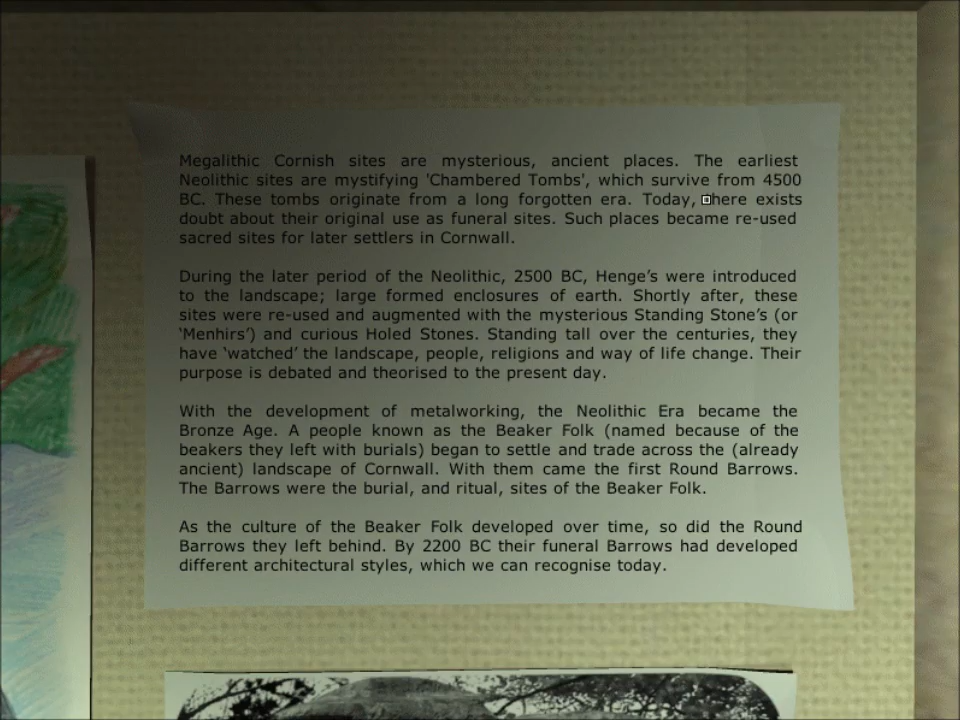 Megalithic Cornish sites are mysterious, ancient places. The earliest
Neolithic sites are mystifying 'Chambered Tombs', which survive from 4500
BC. These tombs originate from a long forgotten era. Today, there exists
doubt about their original use as funeral sites. Such places became re-used
sacred sites for later settlers in Cornwall.
During the later period of the Neolithic, 2500 BC, Henge’s were introduced
to the landscape; large formed enclosures of earth. Shortly after, these
sites were re-used and augmented with the mysterious Standing Stone’s (or
‘Menhirs’) and curious Holed Stones. Standing tall over the centuries, they
have ‘watched’ the landscape, people, religions and way of life change. Their
purpose is debated and theorised to the present day.
With the development of metalworking, the Neolithic Era became the
Bronze Age. A people known as the Beaker Folk (named because of the
beakers they left with burials) began to settle and trade across the (already
ancient) landscape of Cornwall. With them came the first Round Barrows.
The Barrows were the burial, and ritual, sites of the Beaker Folk.
As the culture of the Beaker Folk developed over time, so did the Round
Barrows they left behind. By 2200 BC their funeral Barrows had developed
different architectural styles, which we can recognise today.